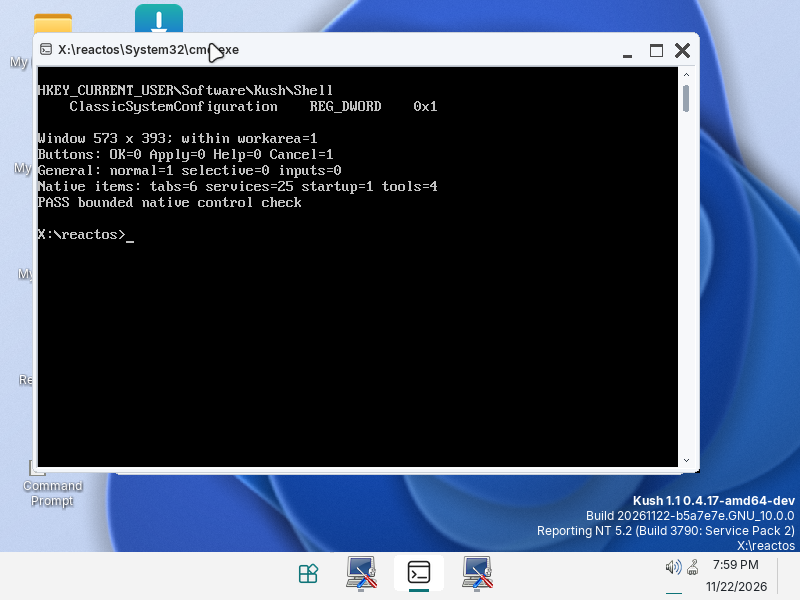 X:\reactos\System32\cmd.exe
My
HKEY_CURRENT_USER\Software\Kush\Shell
ClassicSystemConfiguration    REG_DWORD    0x1
Window 573 x 393; within workarea=1
Buttons: OK=0 Apply=0 Help=0 Cancel=1
General: normal=1 selective=0 inputs=0
Native items: tabs=6 services=25 startup=1 tools=4
PASS bounded native control check
X:\reactos>_
My
My
Re
Command
Prompt
Kush 1.1 0.4.17-amd64-dev
Build 20261122-b5a7e7e.GNU_10.0.0
Reporting NT 5.2 (Build 3790: Service Pack 2)
X:\reactos
7:59 PM
11/22/2026